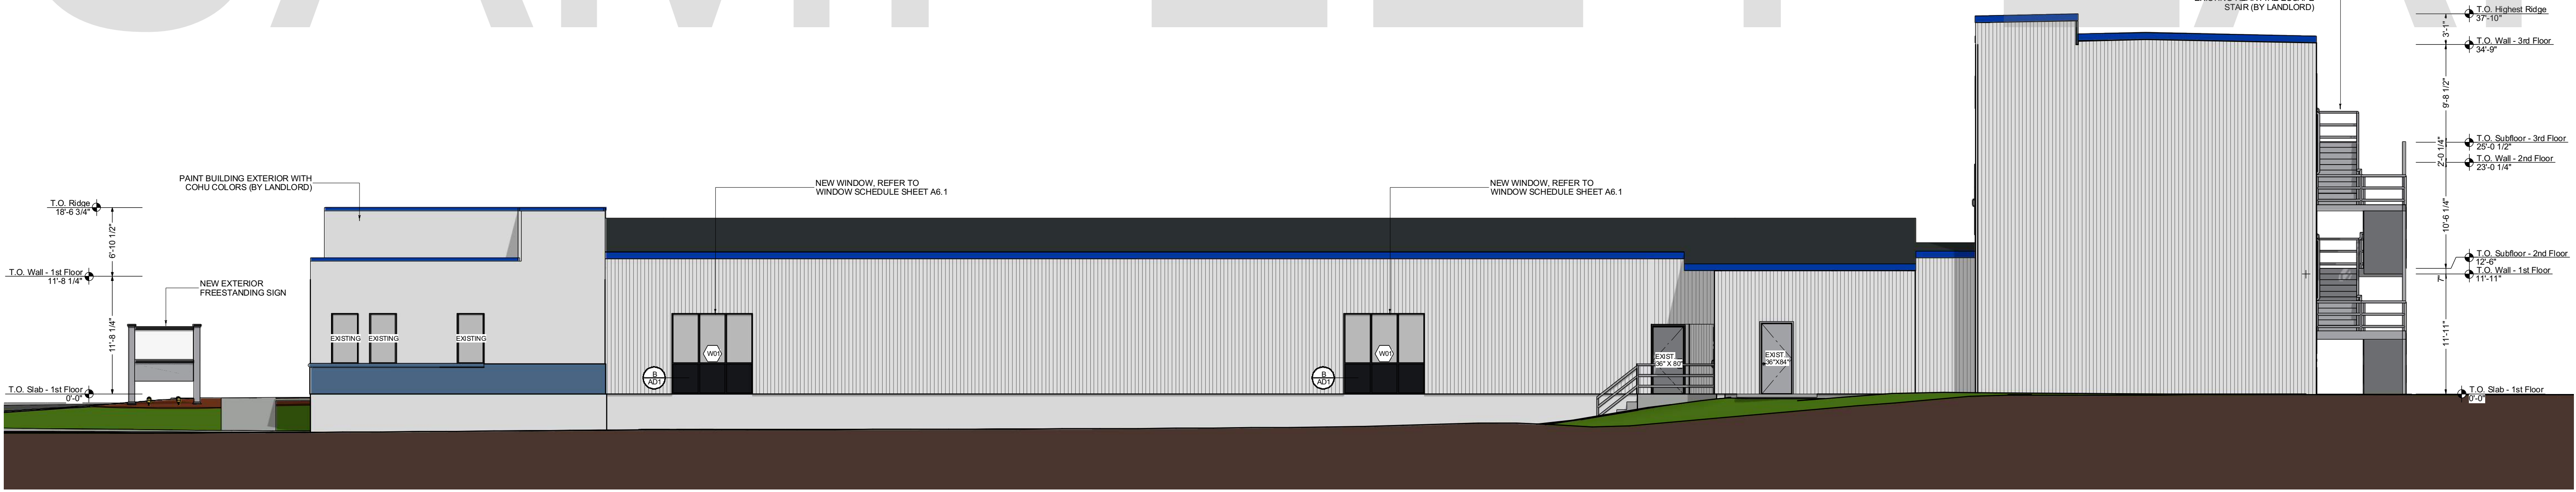 STAIR (BY LANDLORD)
T.O. Highest Ridge
37'-10"
3'-1"
T.O. Wall - 3rd Floor
34'-9"
9'-8 1/2"
T.O. Subfloor - 3rd Floor
25'-0 1/2"
2'-0 1/4"
T.O. Wall - 2nd Floor
23'-0 1/4"
10'-6 1/4"
T.O. Subfloor - 2nd Floor
12'-6"
7"
T.O. Wall - 1st Floor
11'-11"
11'-11"
T.O. Slab - 1st Floor
0'-0"
PAINT BUILDING EXTERIOR WITH
COHU COLORS (BY LANDLORD)
NEW WINDOW, REFER TO
WINDOW SCHEDULE SHEET A6.1
NEW WINDOW, REFER TO
WINDOW SCHEDULE SHEET A6.1
T.O. Ridge
18'-6 3/4"
6'-10 1/2"
T.O. Wall - 1st Floor
11'-8 1/4"
11'-8 1/4"
T.O. Slab - 1st Floor
0'-0"
NEW EXTERIOR
FREESTANDING SIGN
EXISTING
EXISTING
EXISTING
W01
B
AD1
W01
B
AD1
EXIST.
36" X 80"
EXIST.
36"X84"